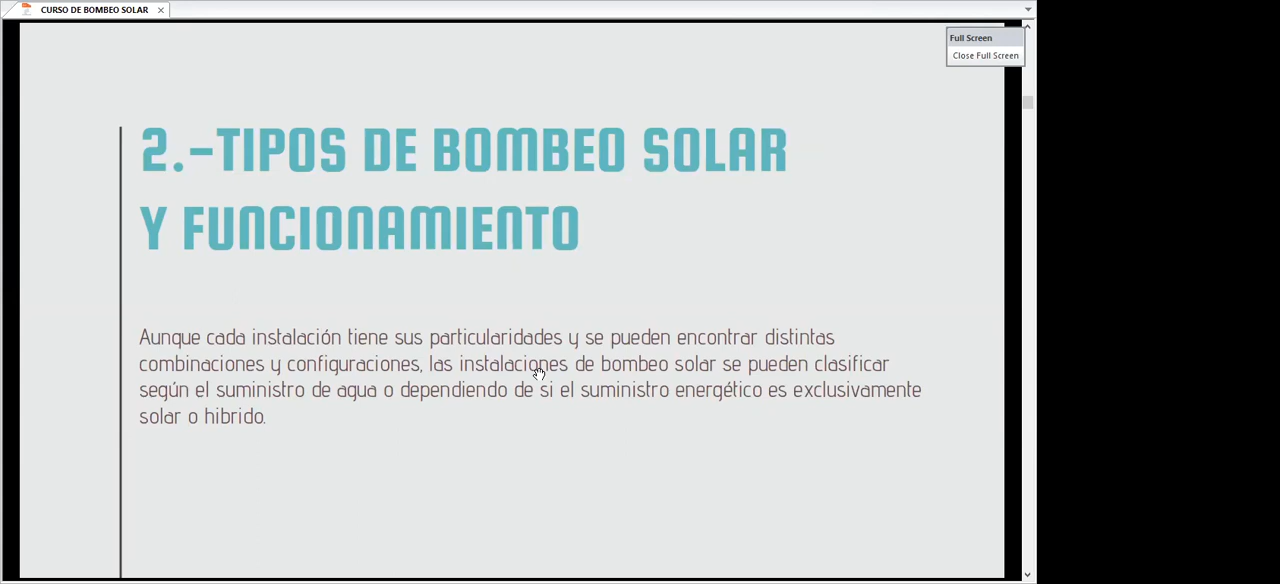 CURSO DE BOMBEO SOLAR
Full Screen
Close Full Screen
2.-TIPOS DE BOMBEO SOLAR
Y FUNCIONAMIENTO
Aunque cada instalación tiene sus particularidades y se pueden encontrar distintas
combinaciones y configuraciones, las instalaciones de bombeo solar se pueden clasificar
según el suministro de agua o dependiendo de si el suministro energético es exclusivamente
solar o hibrido.